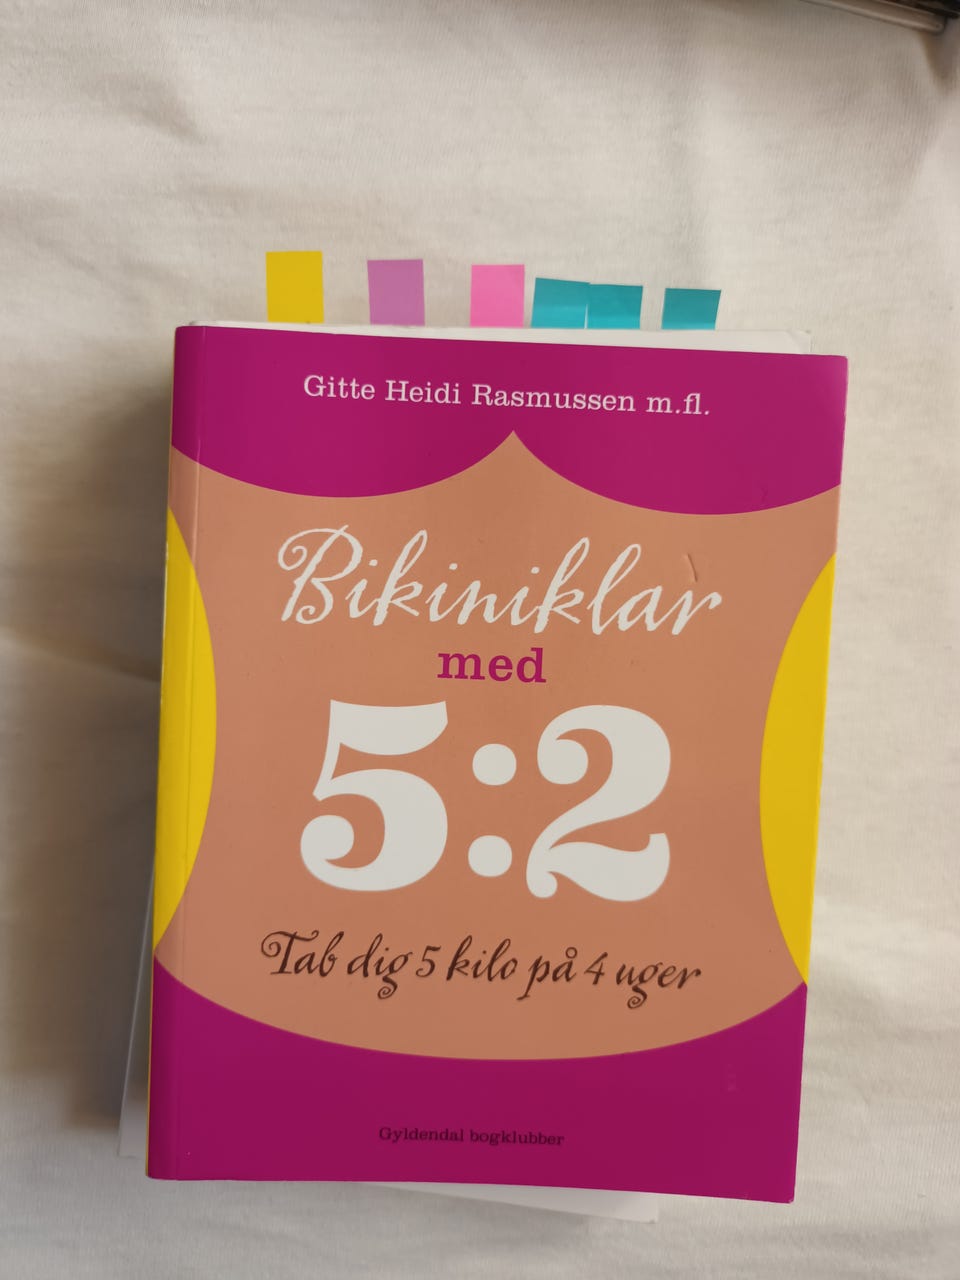 Gitte Heidi Rasmussen m.fl.
Bikiniklar
med
5:2
Tab dig 5 kilo på 4 uger
Gyldendal bogklubber